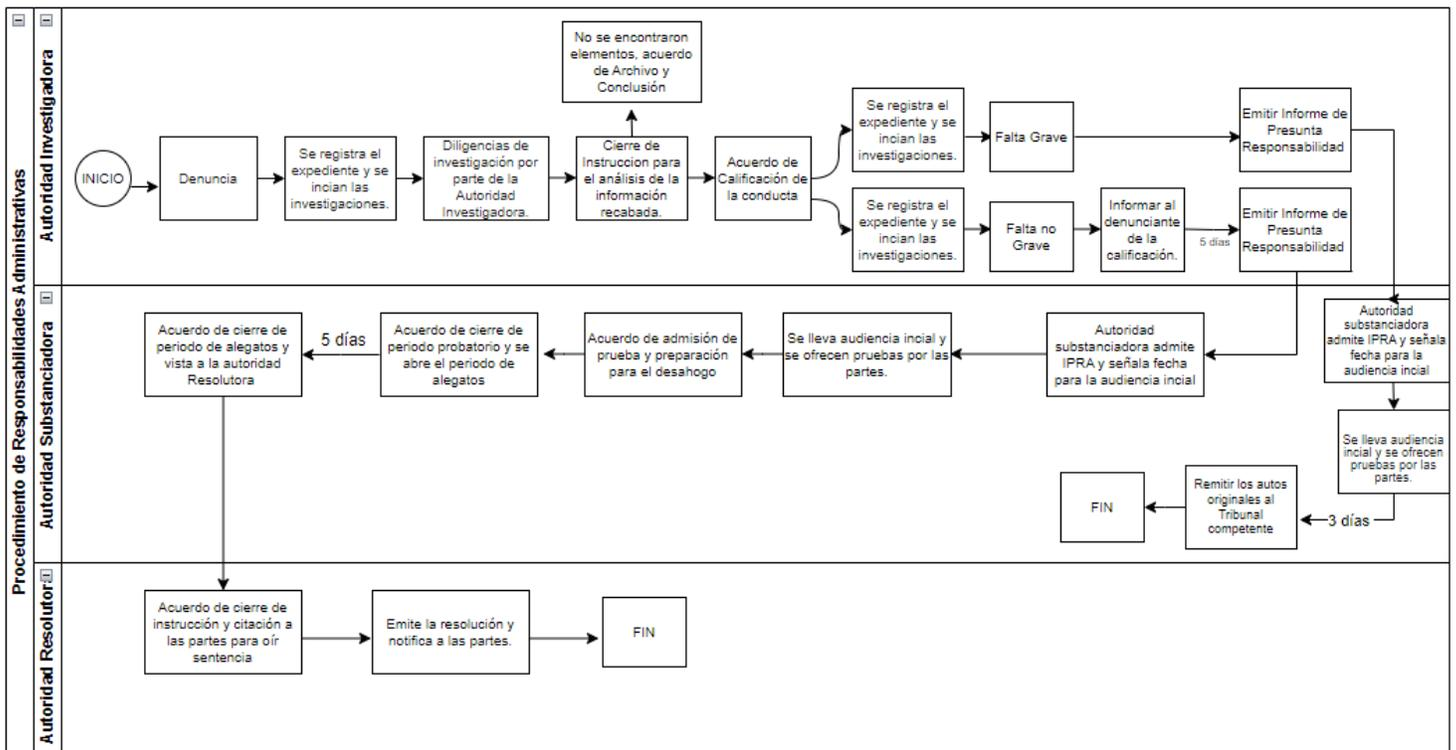 Procedimiento de Responsabilidades Administrativas
Autoridad Investigadora
INICIO
Denuncia
Se registra el
expediente y se
incian las
investigaciones.
Diligencias de
investigación por
parte de la
Autoridad
Investigadora.
No se encontraron
elementos, acuerdo
de Archivo y
Conclusión
Cierre de
Instruccion para
el análisis de la
información
recabada.
Acuerdo de
Calificación de
la conducta
Se registra el
expediente y se
incian las
investigaciones.
Falta Grave
Emitir Informe de
Presunta
Responsabilidad
Se registra el
expediente y se
incian las
investigaciones.
Falta no
Grave
Informar al
denunciante
de la
calificación.
5 días
Emitir Informe de
Presunta
Responsabilidad
Autoridad Substanciadora
Acuerdo de cierre de
periodo de alegatos y
vista a la autoridad
Resolutora
5 días
Acuerdo de cierre de
periodo probatorio y se
abre el periodo de
alegatos
Acuerdo de admisión de
prueba y preparación
para el desahogo
Se lleva audiencia incial y
se ofrecen pruebas por las
partes.
Autoridad
substanciadora admite
IPRA y señala fecha
para la audiencia incial
Autoridad
substanciadora
admite IPRA y señala
fecha para la
audiencia incial
Se lleva audiencia
incial y se ofrecen
pruebas por las
partes.
3 días
Remitir los autos
originales al
Tribunal
competente
FIN
Autoridad Resolutora
Acuerdo de cierre de
instrucción y citación a
las partes para oír
sentencia
Emite la resolución y
notifica a las partes.
FIN